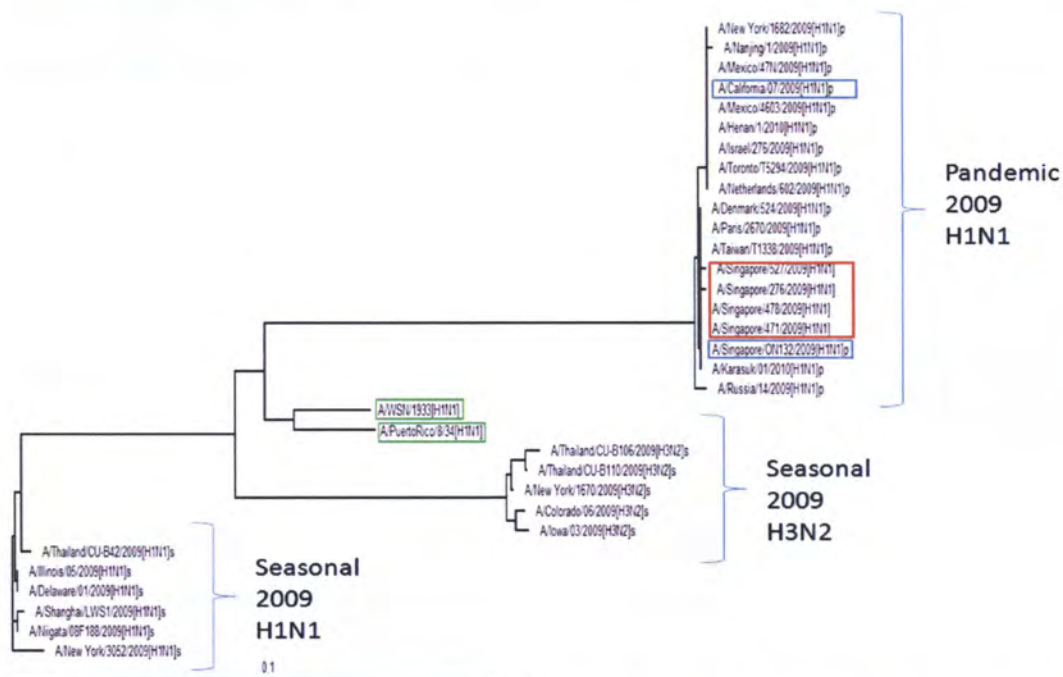 A/New York/1682/2009[H1N1]p
A/Nanjing/1/2009[H1N1]p
A/Mexico/47N/2009[H1N1]p
A/California/07/2009[H1N1]p
A/Mexico/4603/2009[H1N1]p
A/Henan/1/2010[H1N1]p
A/Israel/276/2009[H1N1]p
A/Toronto/T5294/2009[H1N1]p
A/Netherlands/602/2009[H1N1]p
A/Denmark/524/2009[H1N1]p
A/Paris/2670/2009[H1N1]p
A/Taiwan/T1338/2009[H1N1]p
A/Singapore/527/2009[H1N1]
A/Singapore/276/2009[H1N1]
A/Singapore/478/2009[H1N1]
A/Singapore/471/2009[H1N1]
A/Singapore/ON132/2009[H1N1]p
A/Karasuk/01/2010[H1N1]p
A/Russia/14/2009[H1N1]p
Pandemic
2009
H1N1
A/WSN/1933[H1N1]
A/PuertoRico/8/34[H1N1]
A/Thailand/CU-B106/2009[H3N2]s
A/Thailand/CU-B110/2009[H3N2]s
A/New York/1670/2009[H3N2]s
A/Colorado/06/2009[H3N2]s
A/Iowa/03/2009[H3N2]s
Seasonal
2009
H3N2
A/Thailand/CU-B42/2009[H1N1]s
A/Illinois/05/2009[H1N1]s
A/Delaware/01/2009[H1N1]s
A/Shanghai/LWS1/2009[H1N1]s
A/Niigata/08F188/2009[H1N1]s
A/New York/3052/2009[H1N1]s
Seasonal
2009
H1N1
0.1